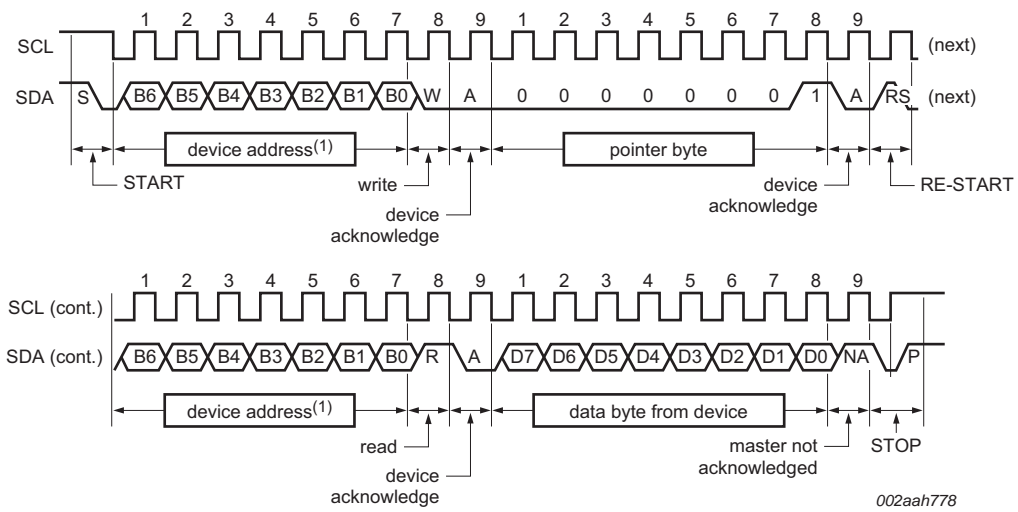 1 2 3 4 5 6 7 8 9 1 2 3 4 5 6 7 8 9
SCL (next)
SDA S B6 B5 B4 B3 B2 B1 B0 W A 0 0 0 0 0 0 0 1 A RS (next)
device address(1) pointer byte
START write device RE-START
device acknowledge
acknowledge
1 2 3 4 5 6 7 8 9 1 2 3 4 5 6 7 8 9
SCL (cont.)
SDA (cont.) B6 B5 B4 B3 B2 B1 B0 R A D7 D6 D5 D4 D3 D2 D1 D0 NA P
device address(1) data byte from device
read master not STOP
device acknowledged
acknowledge
002aah778